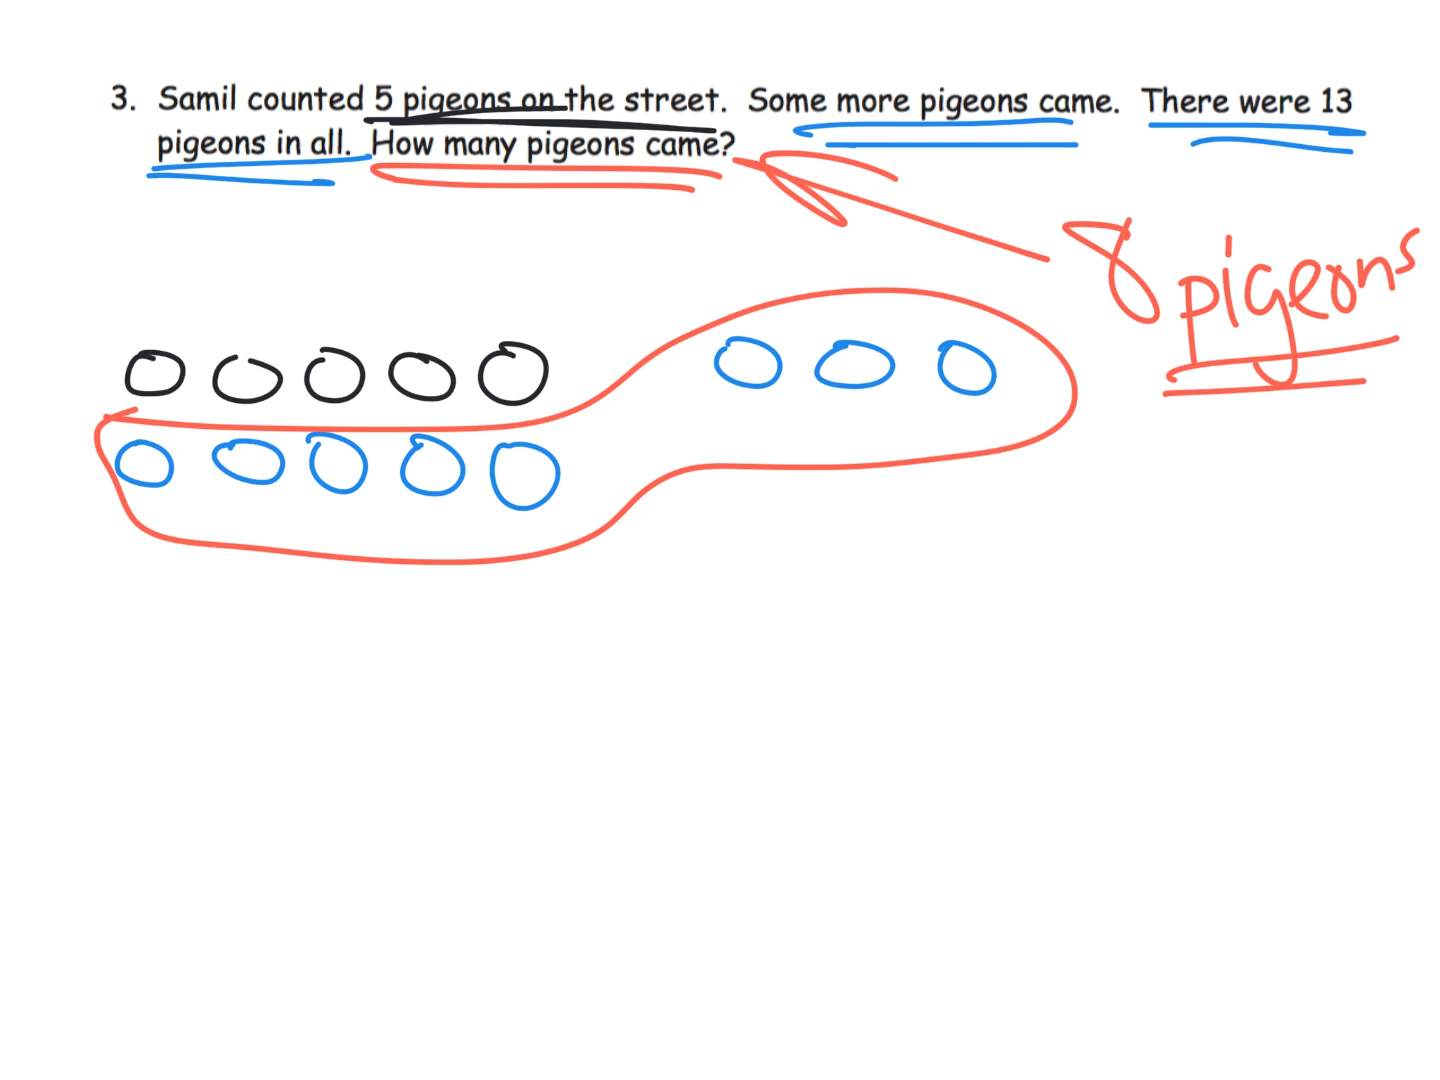 3. Samil counted 5 pigeons on the street. Some more pigeons came. There were 13
pigeons in all. How many pigeons came?
8 pigeons